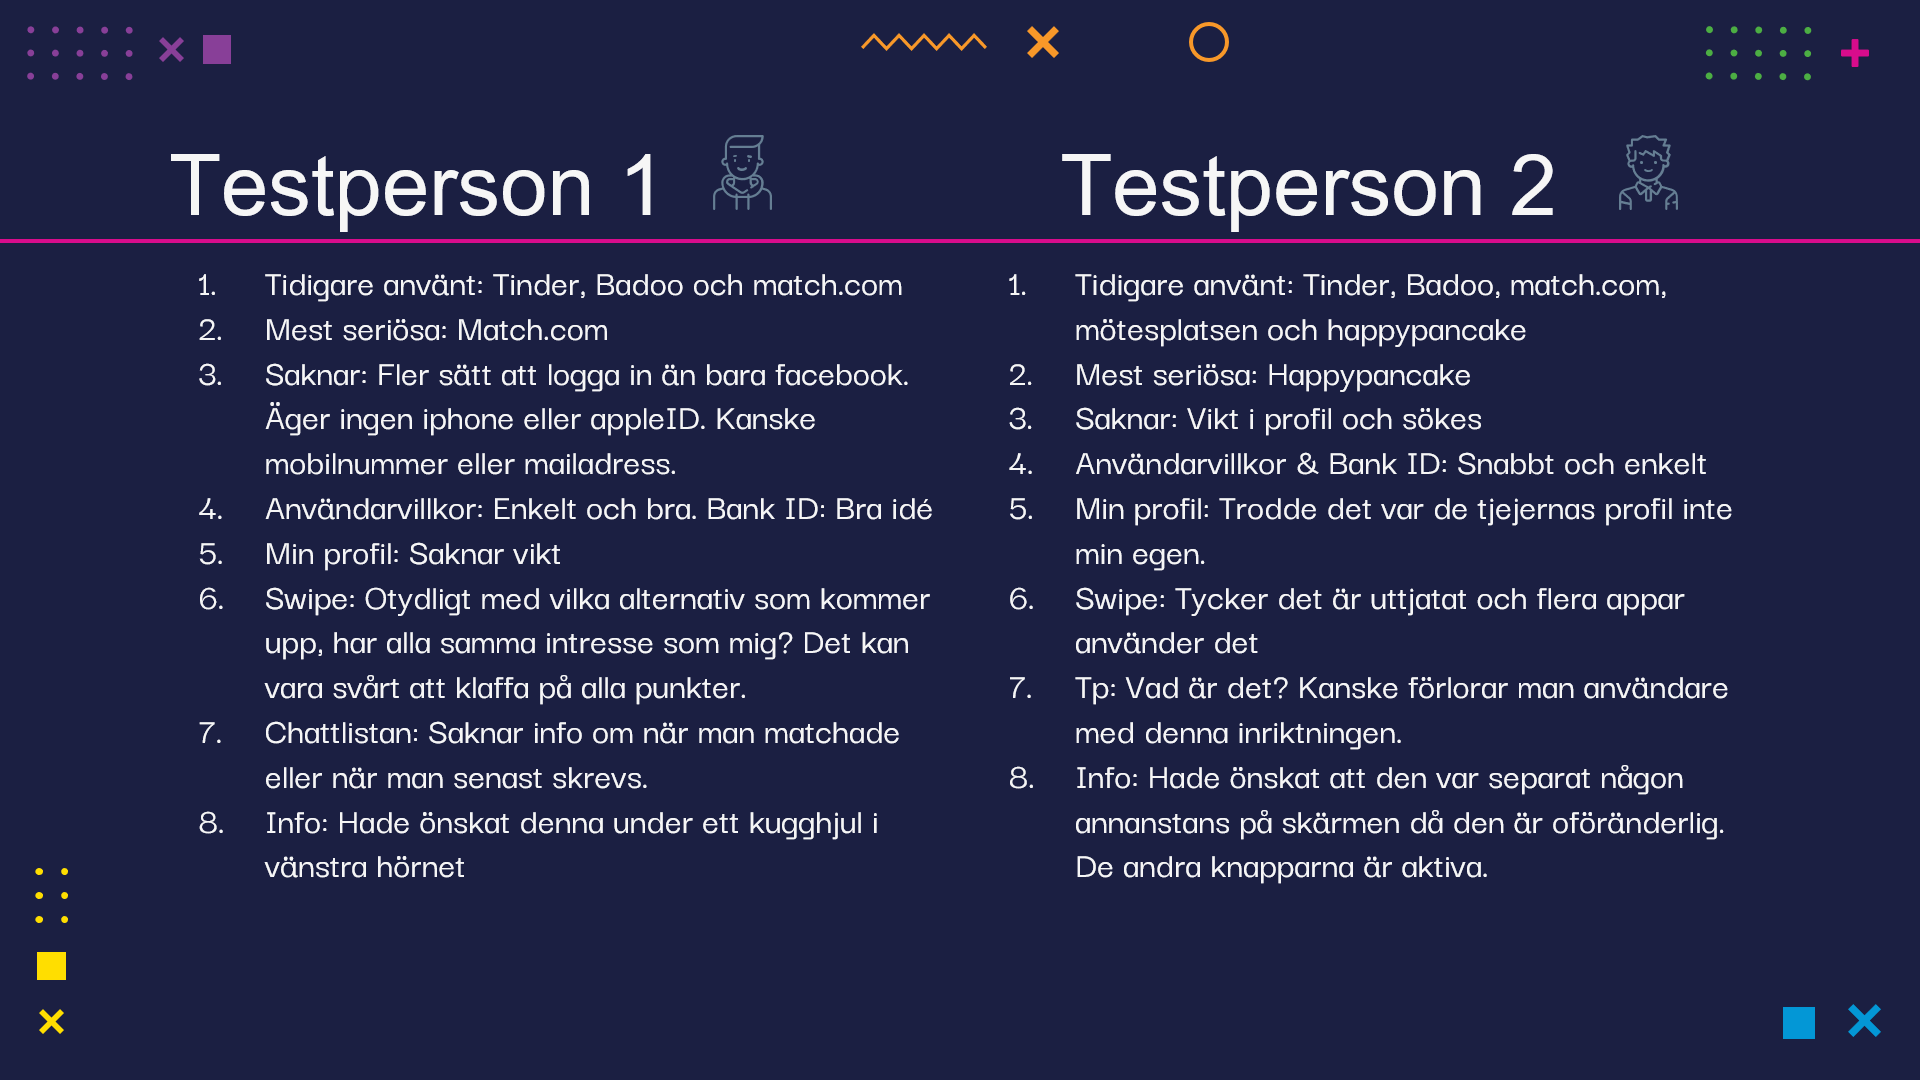 Testperson 1
1. Tidigare använt: Tinder, Badoo och match.com
2. Mest seriösa: Match.com
3. Saknar: Fler sätt att logga in än bara facebook.
Äger ingen iphone eller appleID. Kanske
mobilnummer eller mailadress.
4. Användarvillkor: Enkelt och bra. Bank ID: Bra idé
5. Min profil: Saknar vikt
6. Swipe: Otydligt med vilka alternativ som kommer
upp, har alla samma intresse som mig? Det kan
vara svårt att klaffa på alla punkter.
7. Chattlistan: Saknar info om när man matchade
eller när man senast skrevs.
8. Info: Hade önskat denna under ett kugghjul i
vänstra hörnet
Testperson 2
1. Tidigare använt: Tinder, Badoo, match.com,
mötesplatsen och happypancake
2. Mest seriösa: Happypancake
3. Saknar: Vikt i profil och sökes
4. Användarvillkor & Bank ID: Snabbt och enkelt
5. Min profil: Trodde det var de tjejernas profil inte
min egen.
6. Swipe: Tycker det är uttjatat och flera appar
använder det
7. Tp: Vad är det? Kanske förlorar man användare
med denna inriktningen.
8. Info: Hade önskat att den var separat någon
annanstans på skärmen då den är oföränderlig.
De andra knapparna är aktiva.